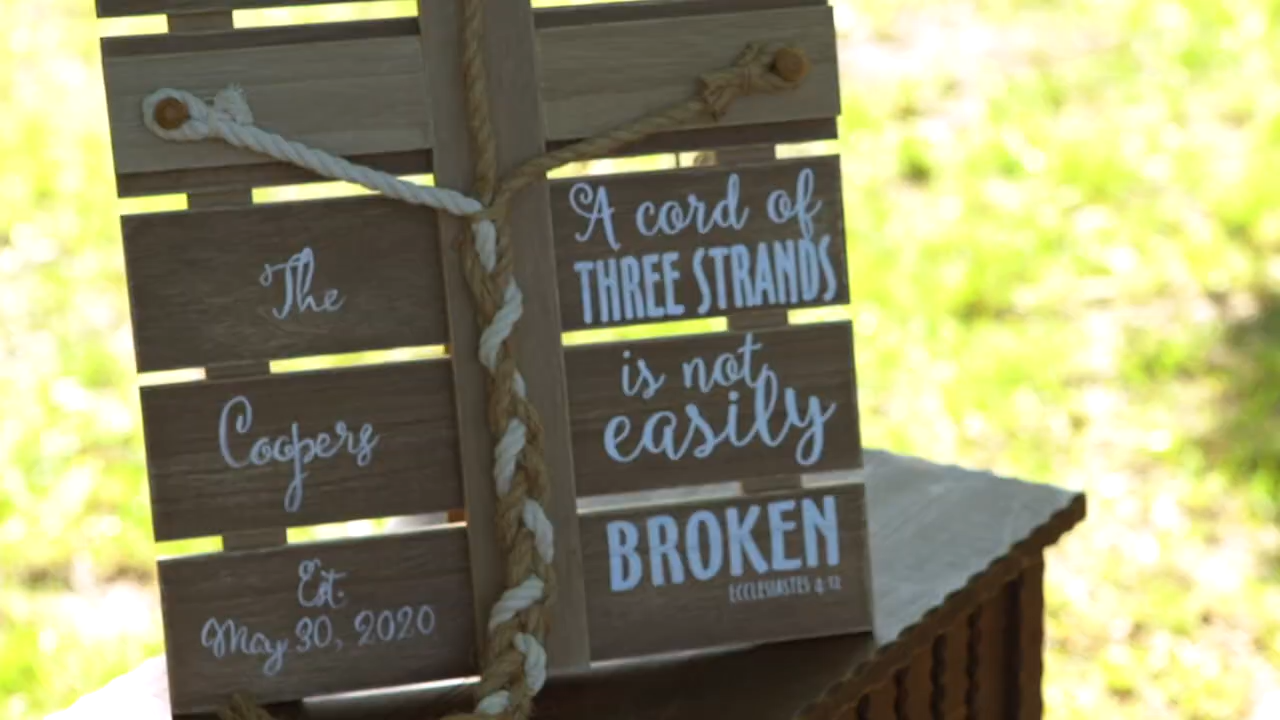 The
Coopers
Est.
May 30, 2020
A cord of
THREE STRANDS
is not
easily
BROKEN
ECCLESIASTES 4:12